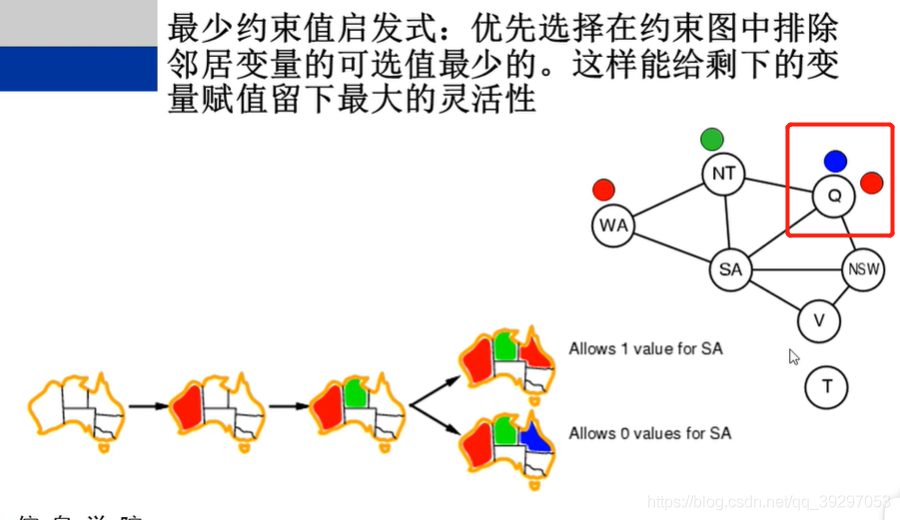 最少约束值启发式：优先选择在约束图中排除
邻居变量的可选值最少的。这样能给剩下的变
量赋值留下最大的灵活性
NT
Q
WA
SA
NSW
V
T
Allows 1 value for SA
Allows 0 values for SA
https://blog.csdn.net/qq_39297053